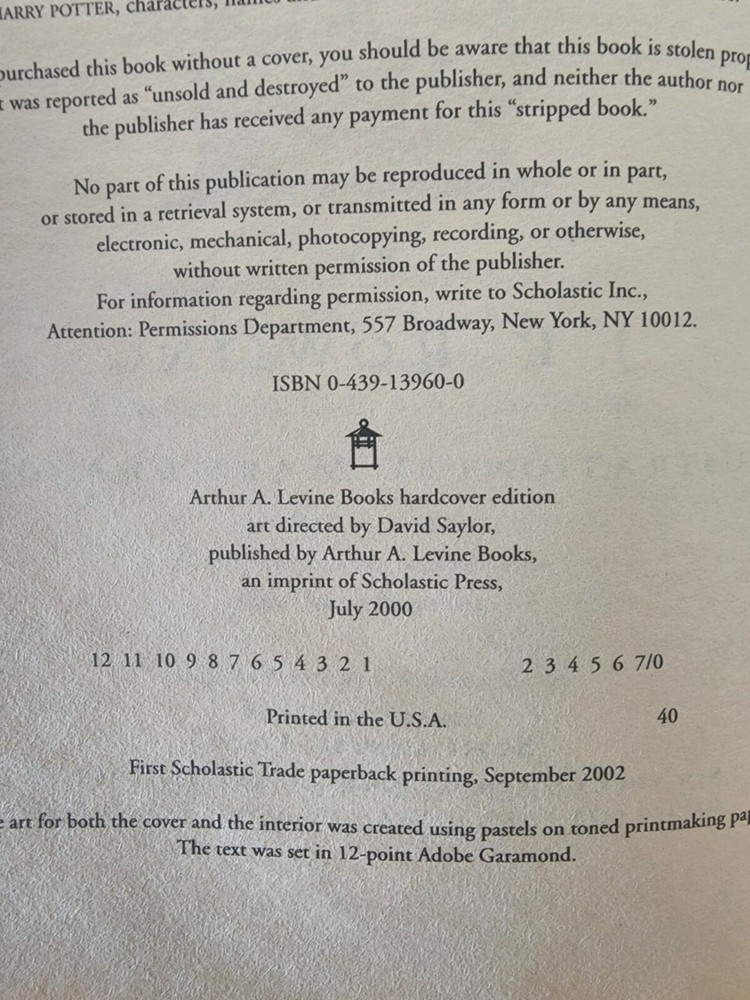 HARRY POTTER, characters,
purchased this book without a cover, you should be aware that this book is stolen prop
t was reported as “unsold and destroyed” to the publisher, and neither the author nor
the publisher has received any payment for this “stripped book.”
No part of this publication may be reproduced in whole or in part,
or stored in a retrieval system, or transmitted in any form or by any means,
electronic, mechanical, photocopying, recording, or otherwise,
without written permission of the publisher.
For information regarding permission, write to Scholastic Inc.,
Attention: Permissions Department, 557 Broadway, New York, NY 10012.
ISBN 0-439-13960-0
Arthur A. Levine Books hardcover edition
art directed by David Saylor,
published by Arthur A. Levine Books,
an imprint of Scholastic Press,
July 2000
12 11 10 9 8 7 6 5 4 3 2 1 2 3 4 5 6 7/0
Printed in the U.S.A. 40
First Scholastic Trade paperback printing, September 2002
e art for both the cover and the interior was created using pastels on toned printmaking pap
The text was set in 12-point Adobe Garamond.